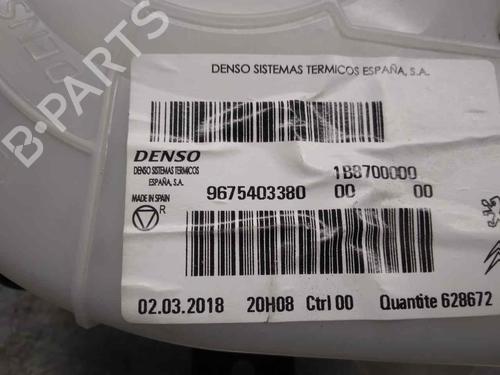 DENSO
B-PARTS
DENSO SISTEMAS TERMICOS ESPAÑA, S.A.
DENSO
DENSO SISTEMAS TERMICOS
ESPAÑA, S.A.
1B8700000
9675403380 00 00
MADE IN SPAIN
R
02.03.2018 20H08 Ctrl 00 Quantite 628672